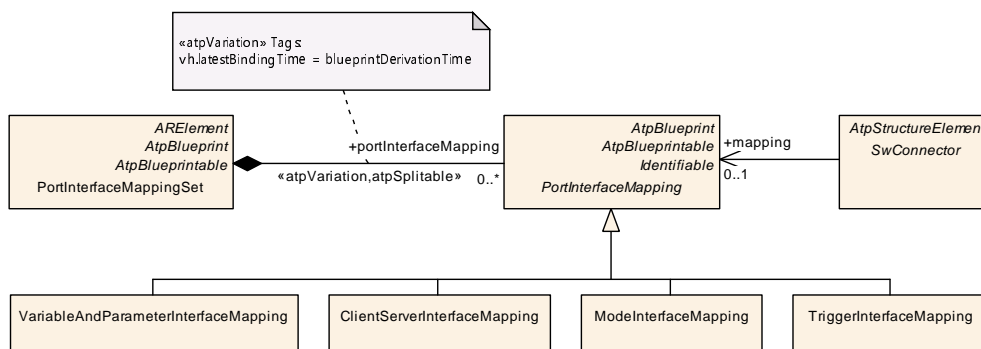 «atpVariation» Tags:
vh.latestBindingTime = blueprintDerivationTime
ARElement
AtpBlueprint
AtpBlueprintable
PortInterfaceMappingSet
+portInterfaceMapping
«atpVariation,atpSplitable»
0..*
AtpBlueprint
AtpBlueprintable
Identifiable
PortInterfaceMapping
+mapping
0..1
AtpStructureElemen
SwConnector
VariableAndParameterInterfaceMapping
ClientServerInterfaceMapping
ModeInterfaceMapping
TriggerInterfaceMapping